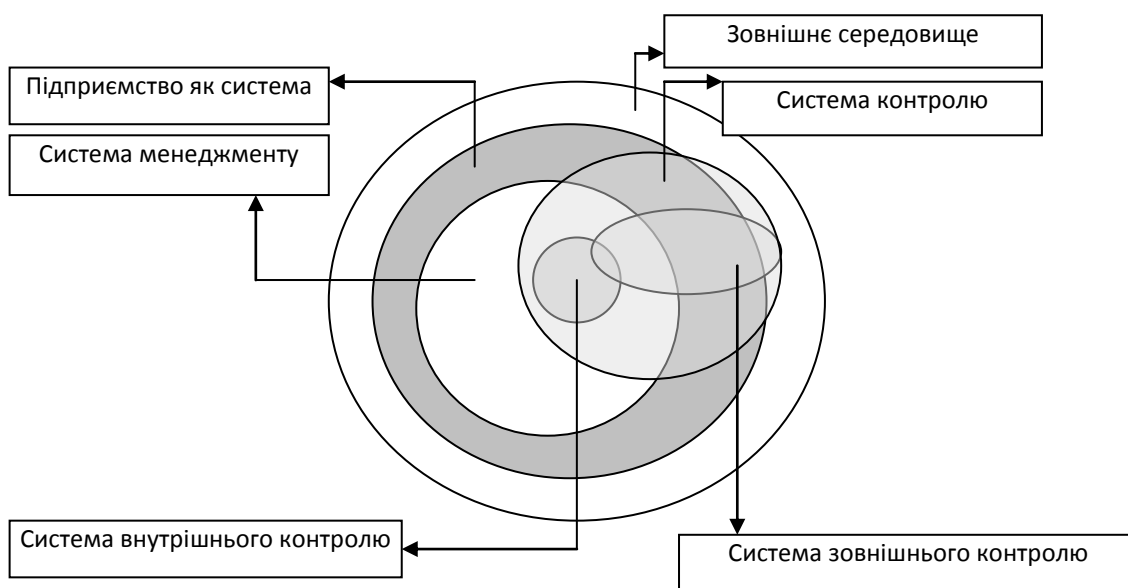 Зовнішнє середовище
Підприємство як система
Система контролю
Система менеджменту
Система внутрішнього контролю
Система зовнішнього контролю